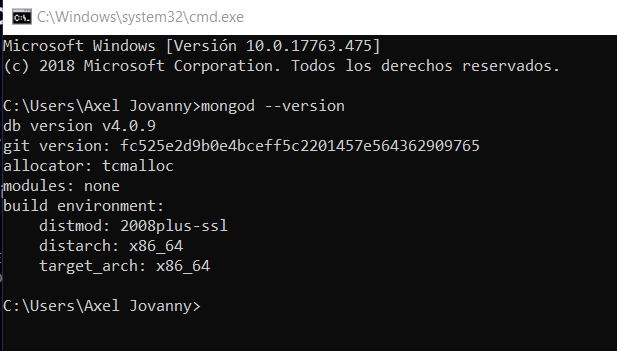 C:\Windows\system32\cmd.exe
Microsoft Windows [Versión 10.0.17763.475]
(c) 2018 Microsoft Corporation. Todos los derechos reservados.
C:\Users\Axel Jovanny>mongod --version
db version v4.0.9
git version: fc525e2d9b0e4bceff5c2201457e564362909765
allocator: tcmalloc
modules: none
build environment:
    distmod: 2008plus-ssl
    distarch: x86_64
    target_arch: x86_64
C:\Users\Axel Jovanny>